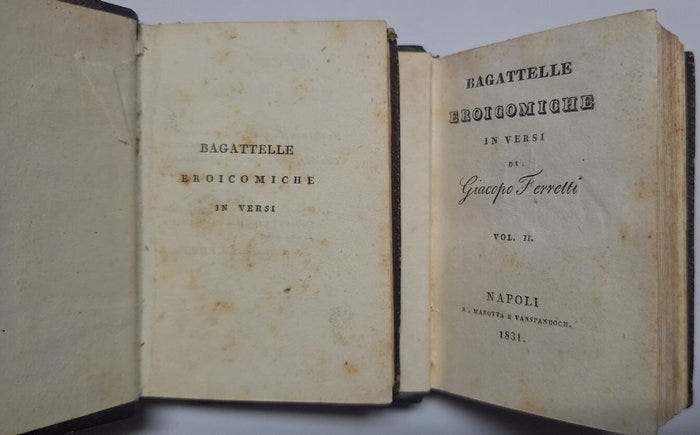 BAGATTELLE
EROICOMICHE
IN VERSI
BAGATTELLE
EROICOMICHE
IN VERSI
DI
Giacopo Ferretti
VOL. II.
NAPOLI
R. MAROTTA E VANSPANDOCH.
1831.